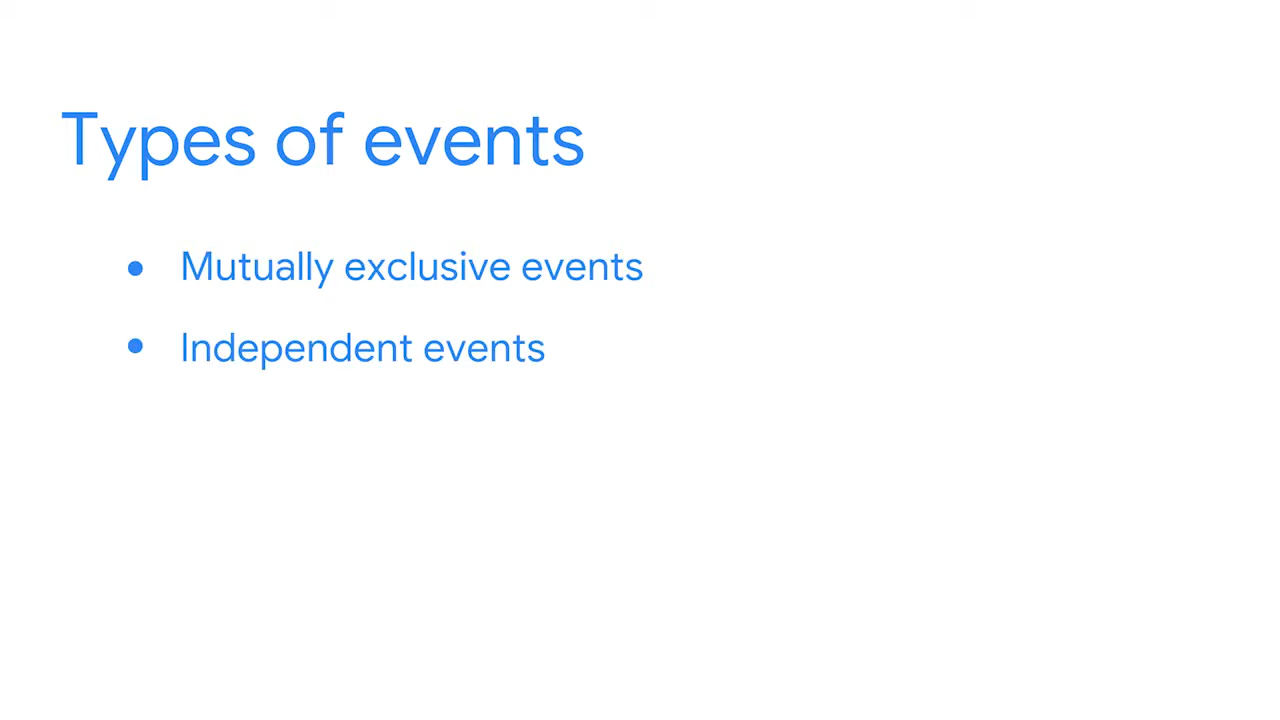 Types of events
• Mutually exclusive events
• Independent events